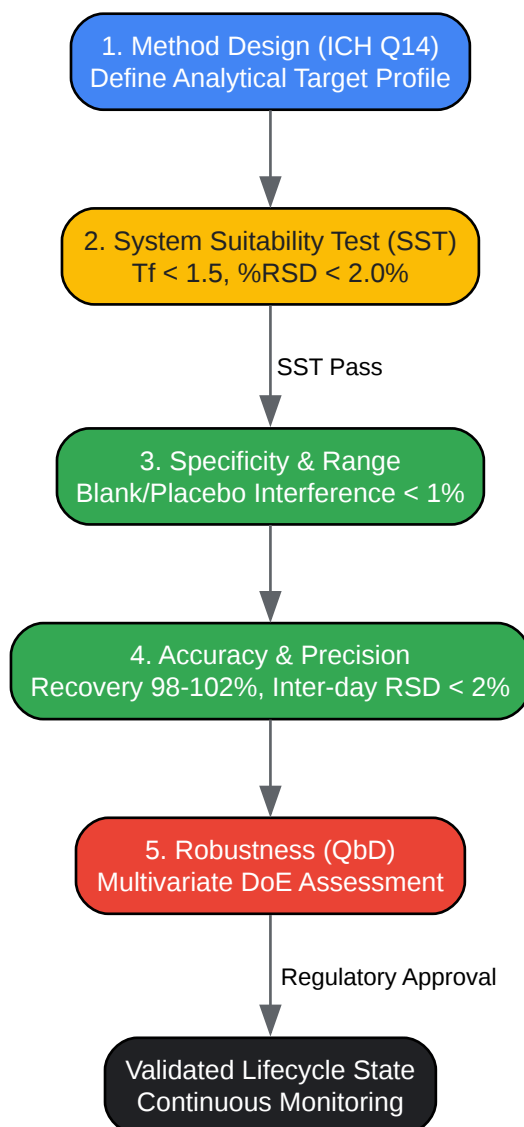 1. Method Design (ICH Q14)
Define Analytical Target Profile
2. System Suitability Test (SST)
Tf < 1.5, %RSD < 2.0%
SST Pass
3. Specificity & Range
Blank/Placebo Interference < 1%
4. Accuracy & Precision
Recovery 98-102%, Inter-day RSD < 2%
5. Robustness (QbD)
Multivariate DoE Assessment
Regulatory Approval
Validated Lifecycle State
Continuous Monitoring